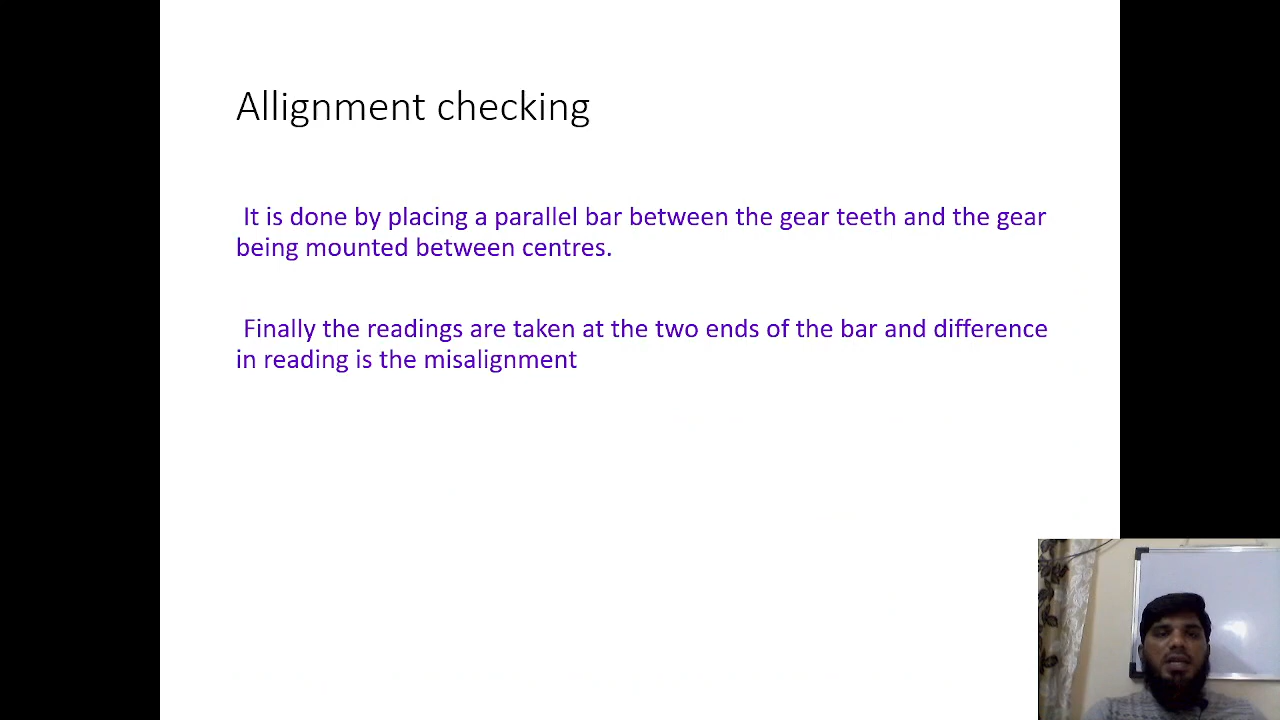 Allignment checking
It is done by placing a parallel bar between the gear teeth and the gear
being mounted between centres.
Finally the readings are taken at the two ends of the bar and difference
in reading is the misalignment